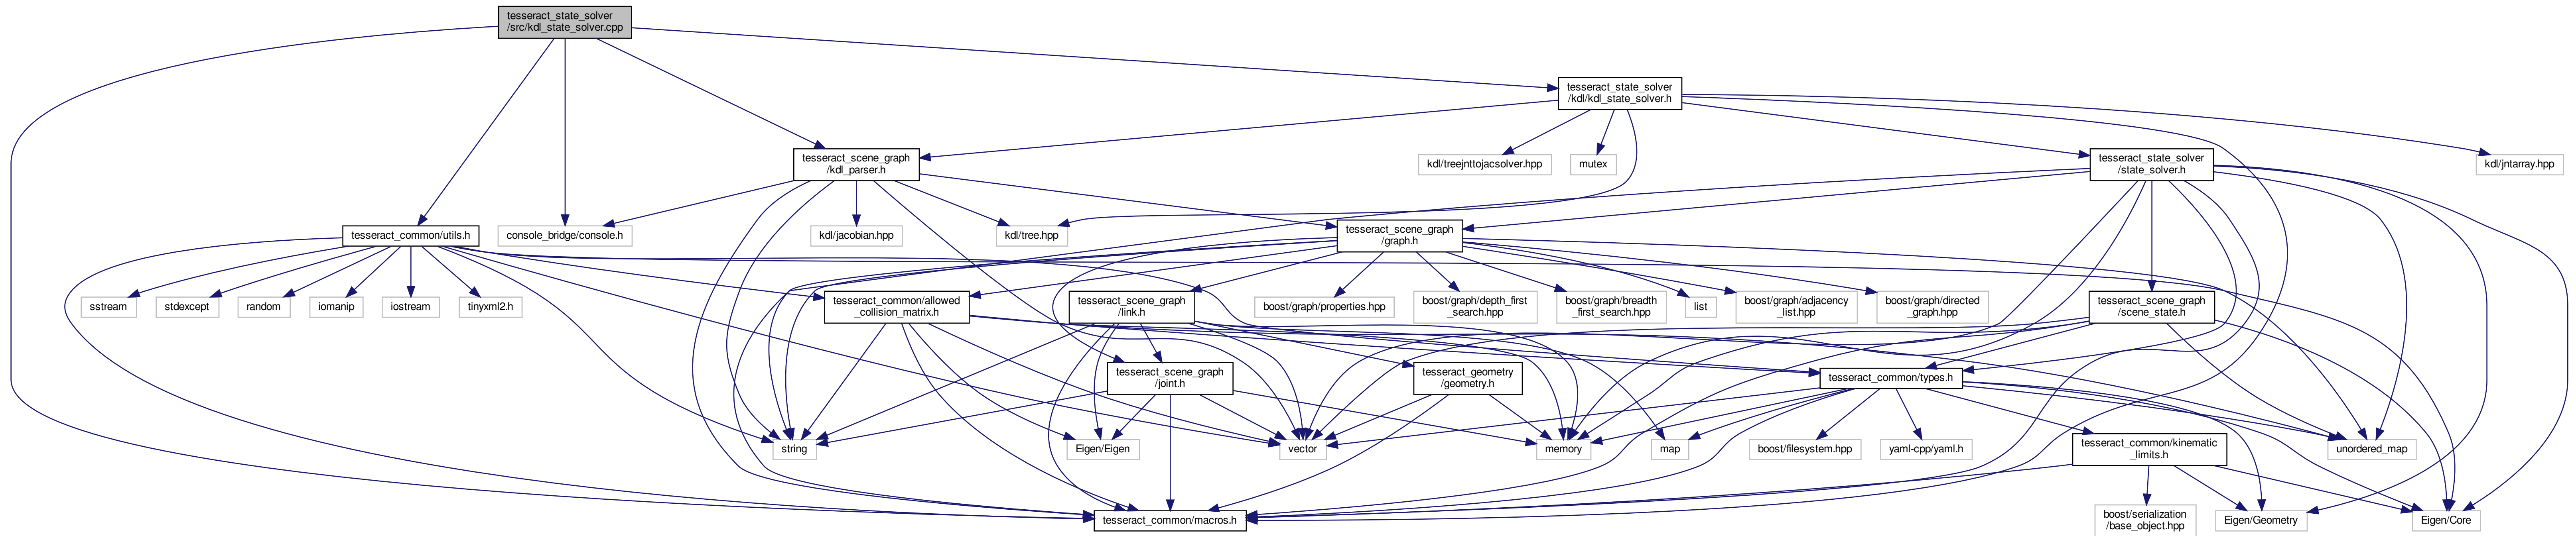 tesseract_state_solver
/src/kdl_state_solver.cpp
tesseract_state_solver
/kdl/kdl_state_solver.h
tesseract_scene_graph
/kdl_parser.h
kdl/treejnttojacsolver.hpp
mutex
tesseract_state_solver
/state_solver.h
kdl/jntarray.hpp
tesseract_common/utils.h
console_bridge/console.h
kdl/jacobian.hpp
kdl/tree.hpp
tesseract_scene_graph
/graph.h
sstream
stdexcept
random
iomanip
iostream
tinyxml2.h
tesseract_common/allowed
_collision_matrix.h
tesseract_scene_graph
/link.h
boost/graph/properties.hpp
boost/graph/depth_first
_search.hpp
boost/graph/breadth
_first_search.hpp
list
boost/graph/adjacency
_list.hpp
boost/graph/directed
_graph.hpp
tesseract_scene_graph
/scene_state.h
tesseract_scene_graph
/joint.h
tesseract_geometry
/geometry.h
tesseract_common/types.h
string
Eigen/Eigen
vector
memory
map
boost/filesystem.hpp
yaml-cpp/yaml.h
tesseract_common/kinematic
_limits.h
unordered_map
tesseract_common/macros.h
boost/serialization
/base_object.hpp
Eigen/Geometry
Eigen/Core